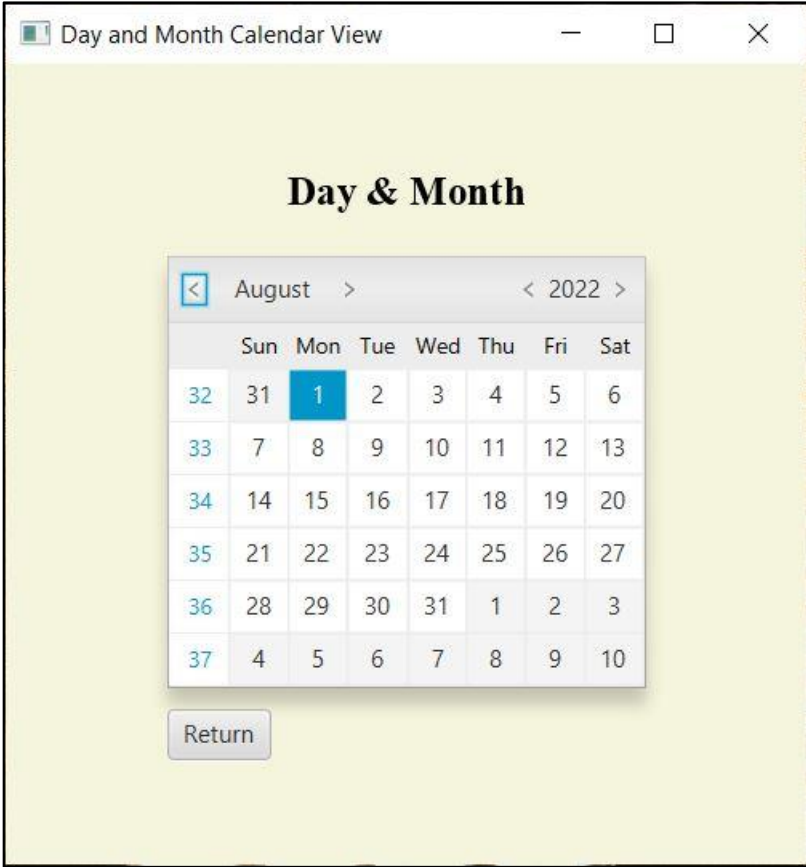 Day and Month Calendar View
Day & Month
< August > < 2022 >
Sun Mon Tue Wed Thu Fri Sat
32 31 1 2 3 4 5 6
33 7 8 9 10 11 12 13
34 14 15 16 17 18 19 20
35 21 22 23 24 25 26 27
36 28 29 30 31 1 2 3
37 4 5 6 7 8 9 10
Return